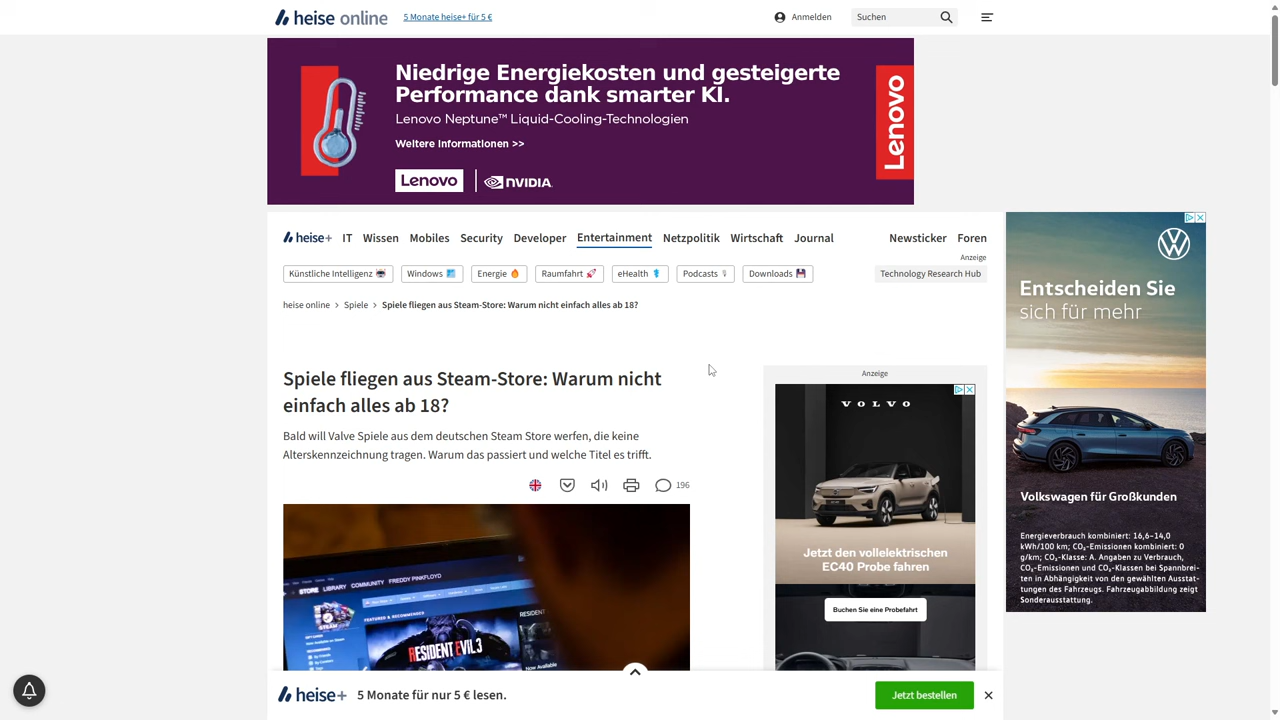 heise online
5 Monate heise+ für 5 €
Anmelden
Suchen
Niedrige Energiekosten und gesteigerte
Performance dank smarter KI.
Lenovo Neptune™ Liquid-Cooling-Technologien
Weitere Informationen >>
Lenovo
NVIDIA
Lenovo
heise+
IT
Wissen
Mobiles
Security
Developer
Entertainment
Netzpolitik
Wirtschaft
Journal
Newsticker
Foren
Anzeige
Künstliche Intelligenz
Windows
Energie
Raumfahrt
eHealth
Podcasts
Downloads
Technology Research Hub
heise online > Spiele > Spiele fliegen aus Steam-Store: Warum nicht einfach alles ab 18?
Spiele fliegen aus Steam-Store: Warum nicht
einfach alles ab 18?
Bald will Valve Spiele aus dem deutschen Steam Store werfen, die keine
Alterskennzeichnung tragen. Warum das passiert und welche Titel es trifft.
196
STORE LIBRARY COMMUNITY FREDDY PINKFLOYD
FEATURED & RECOMMENDED
RESIDENT EVIL 3
RESIDENT
Now Available
Anzeige
VOLVO
Jetzt den vollelektrischen
EC40 Probe fahren
Buchen Sie eine Probefahrt
Entscheiden Sie
sich für mehr
Volkswagen für Großkunden
Energieverbrauch kombiniert: 16,6–14,0
kWh/100 km; CO₂-Emissionen kombiniert: 0
g/km; CO₂-Klasse: A. Angaben zu Verbrauch,
CO₂-Emissionen und CO₂-Klassen bei Spannbrei-
ten in Abhängigkeit von den gewählten Ausstat-
tungen des Fahrzeugs. Fahrzeugabbildung zeigt
Sonderausstattung.
heise+
5 Monate für nur 5 € lesen.
Jetzt bestellen